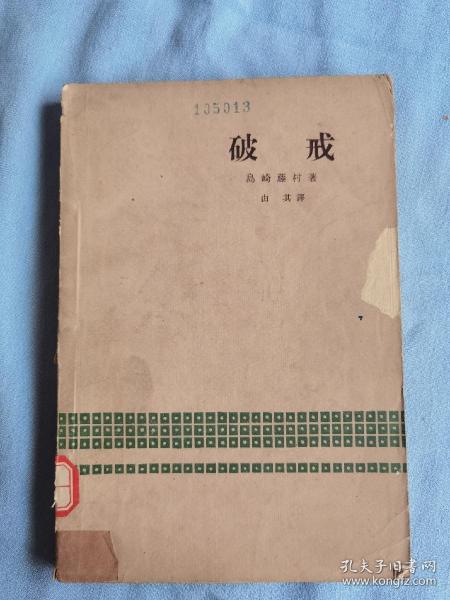 105013
破 戒
島崎藤村著
由其譯
孔夫子旧书网
www.kongfz.com